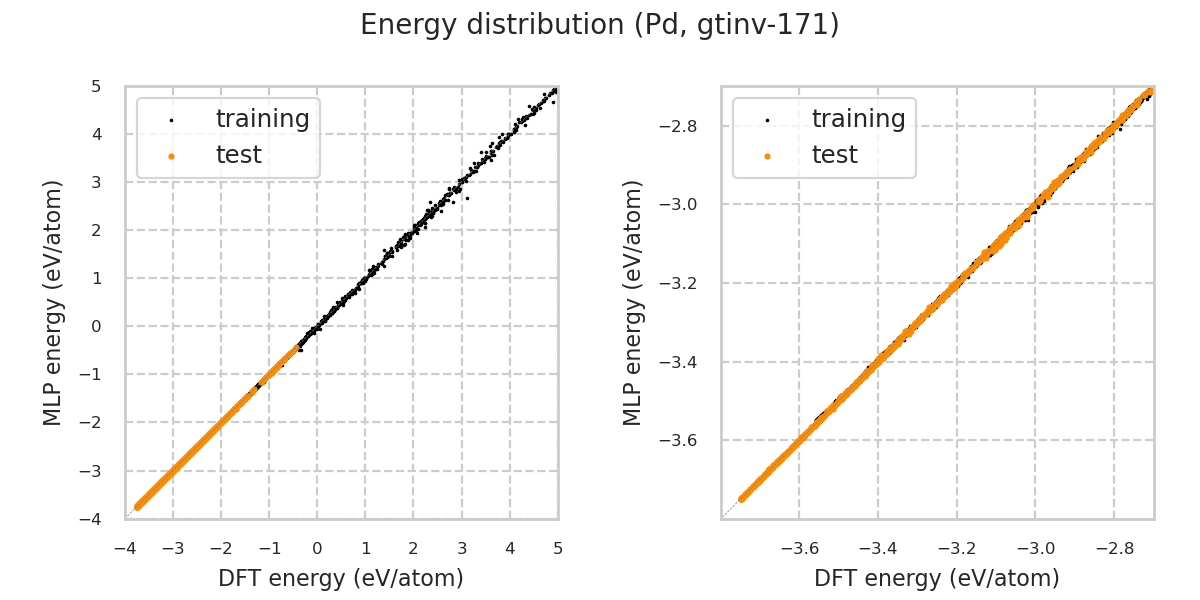 Energy distribution (Pd, gtinv-171)
training
test
MLP energy (eV/atom)
5
4
3
2
1
0
−1
−2
−3
−4
−4 −3 −2 −1 0 1 2 3 4 5
DFT energy (eV/atom)
training
test
MLP energy (eV/atom)
−2.8
−3.0
−3.2
−3.4
−3.6
−3.6 −3.4 −3.2 −3.0 −2.8
DFT energy (eV/atom)